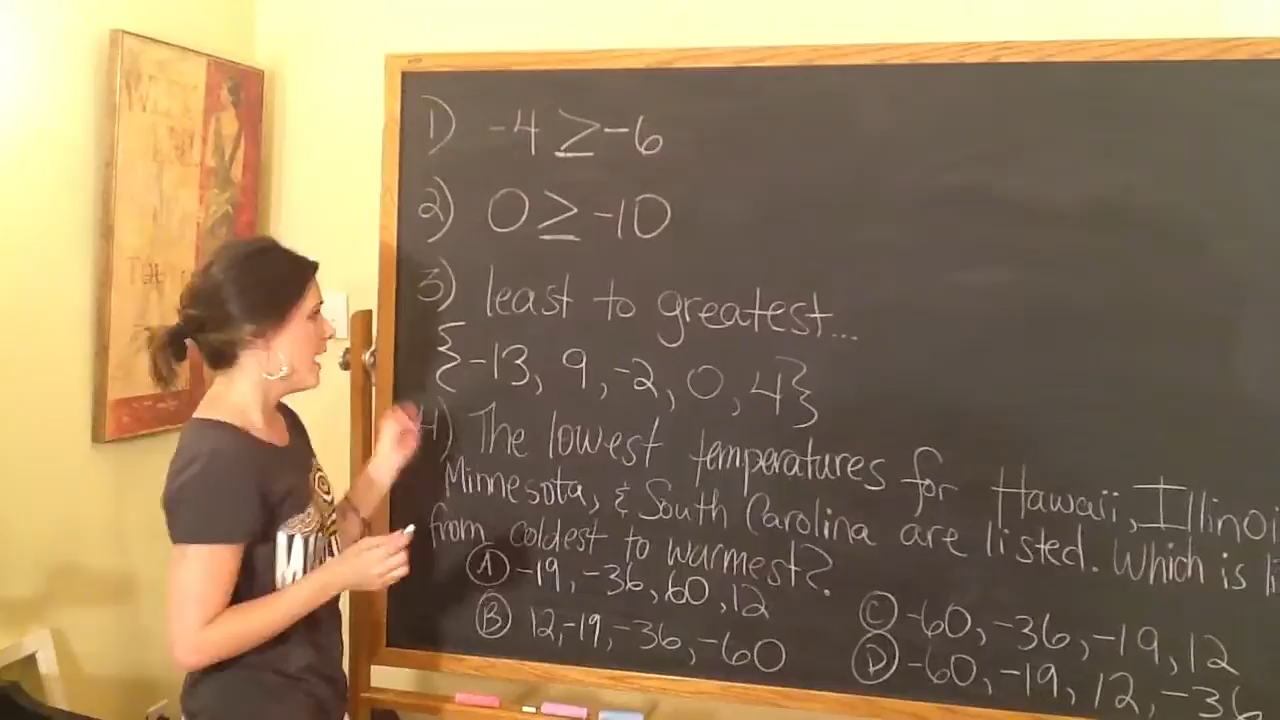 1) -4 ≥ -6
2) 0 ≥ -10
3) least to greatest...
{-13, 9, -2, 0, 4}
4) The lowest temperatures for Hawaii, Illinoi
Minnesota, & South Carolina are listed. Which is li
from coldest to warmest?
A -19, -36, 60, 12
B 12, -19, -36, -60
C -60, -36, -19, 12
D -60, -19, 12, -36